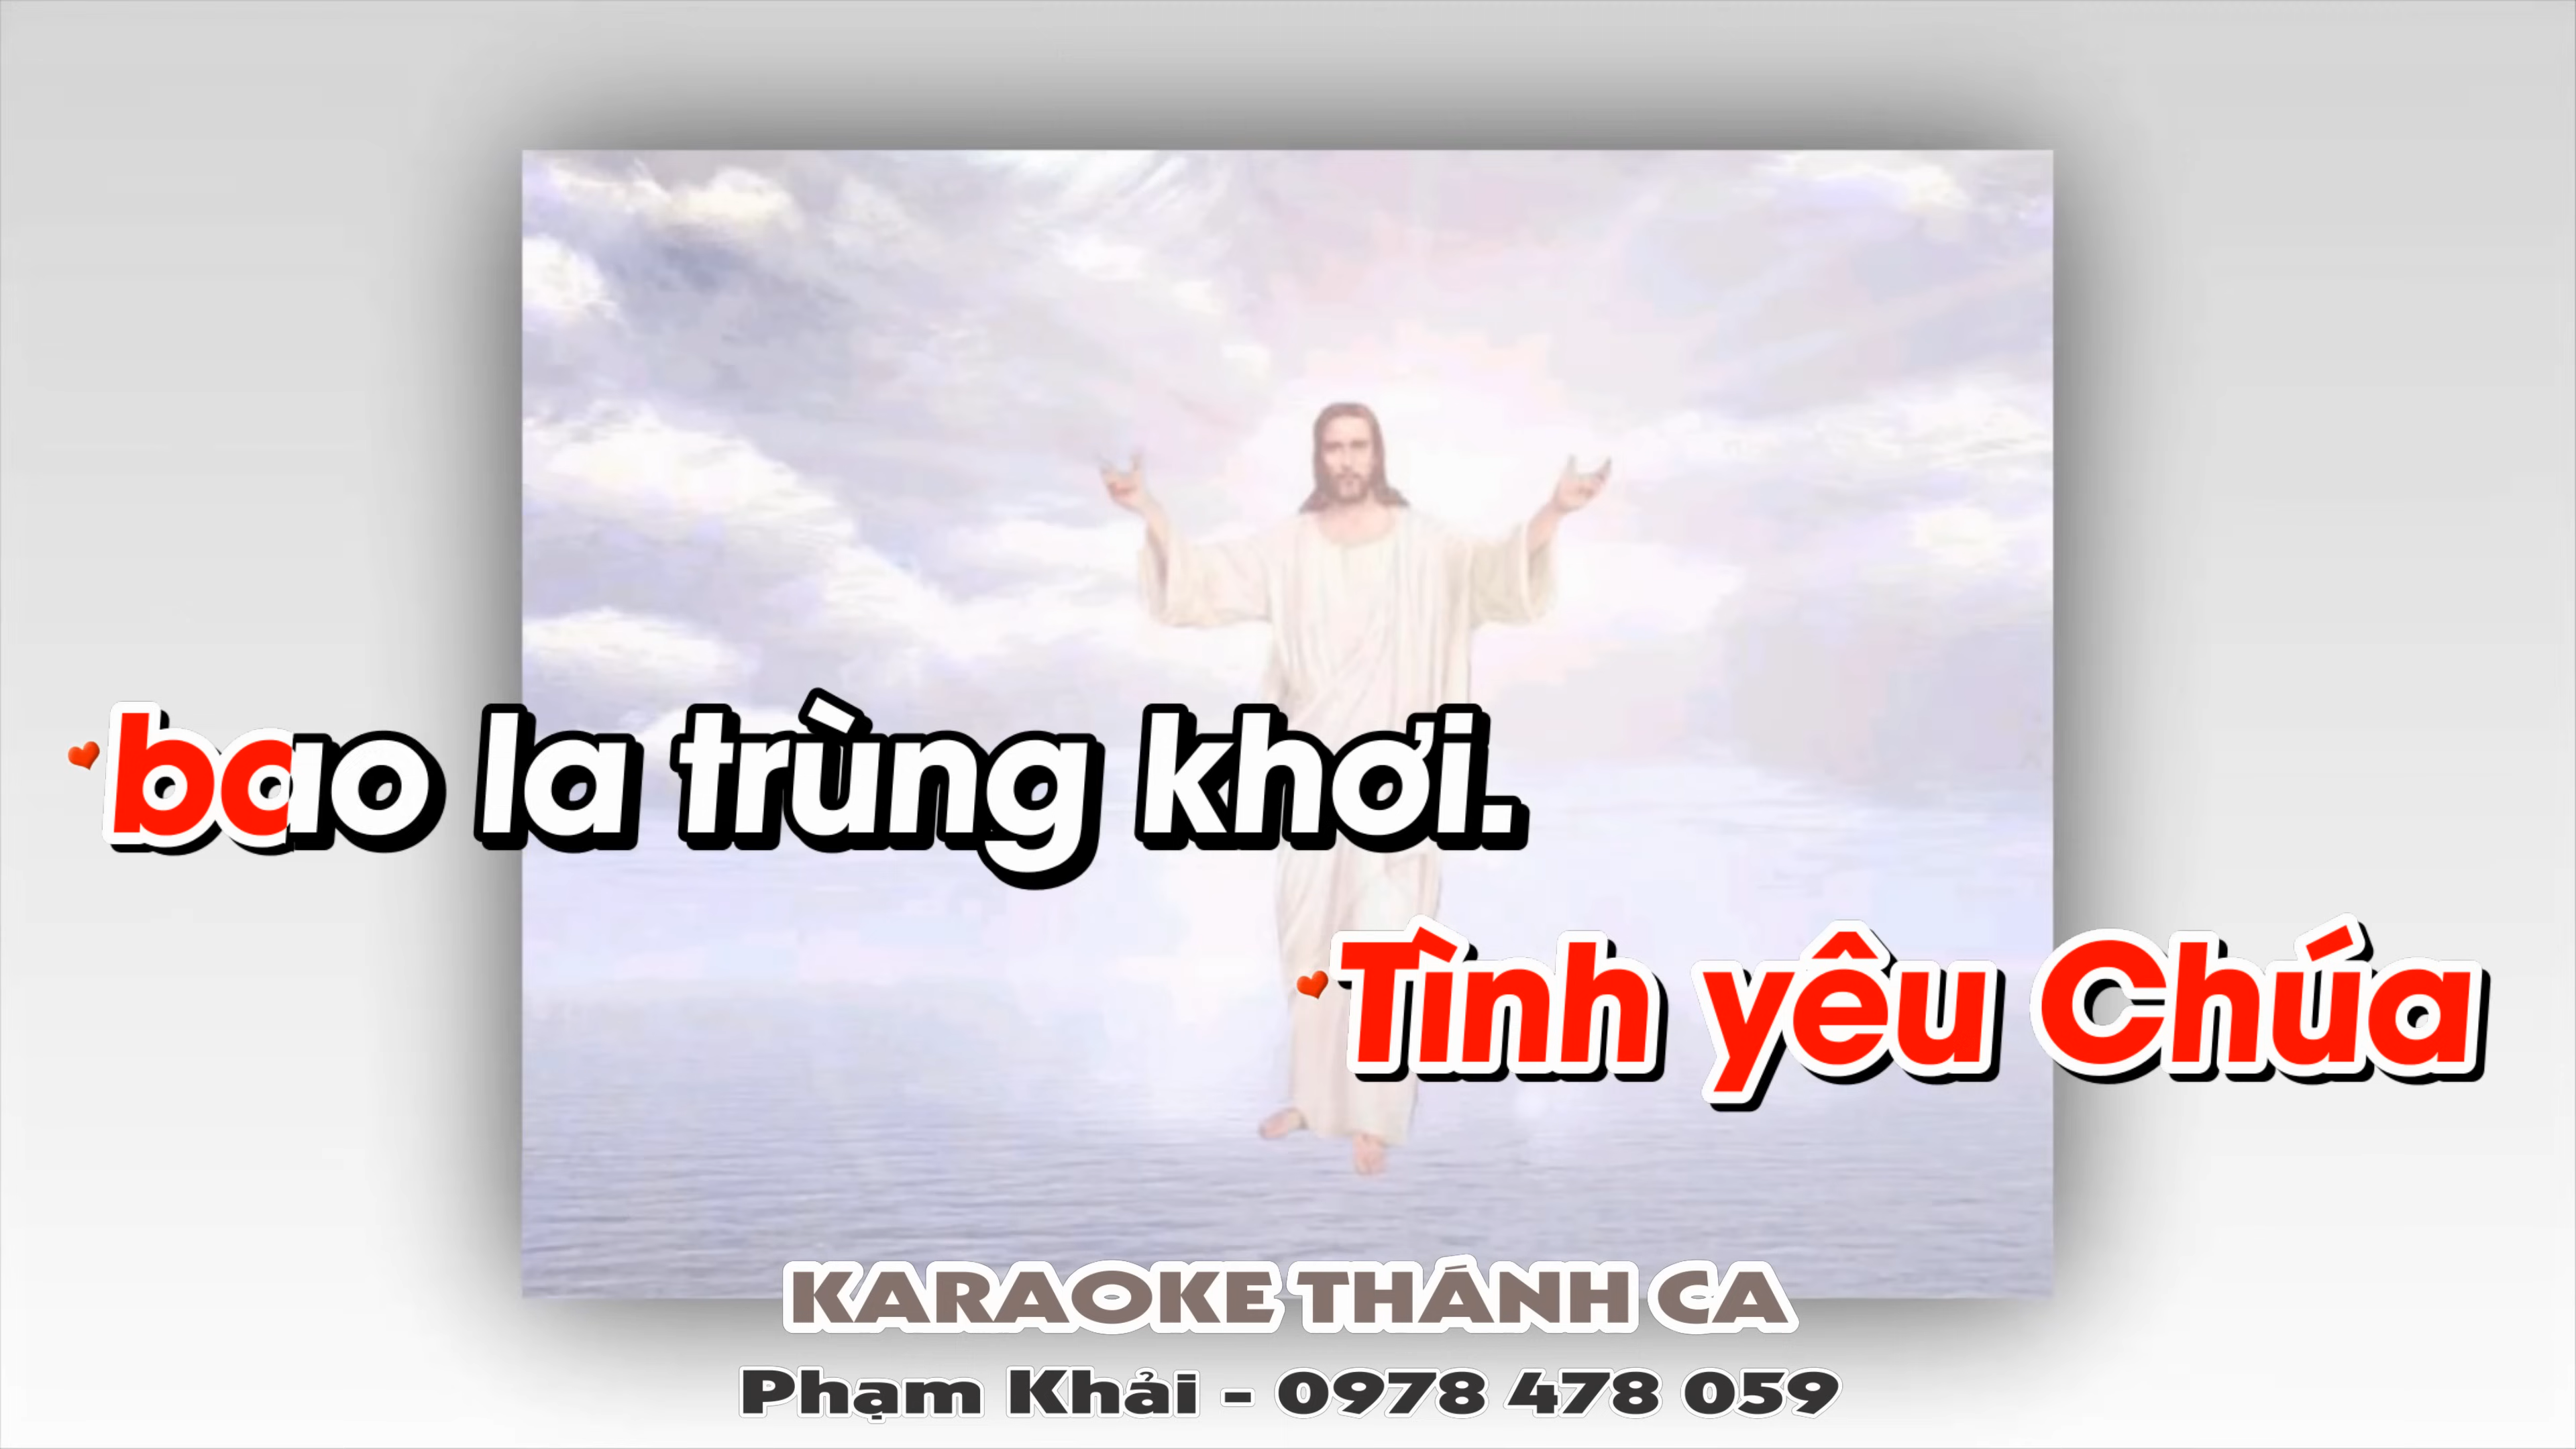 bao la trùng khơi.
Tình yêu Chúa
KARAOKE THÁNH CA
Phạm Khải - 0978 478 059